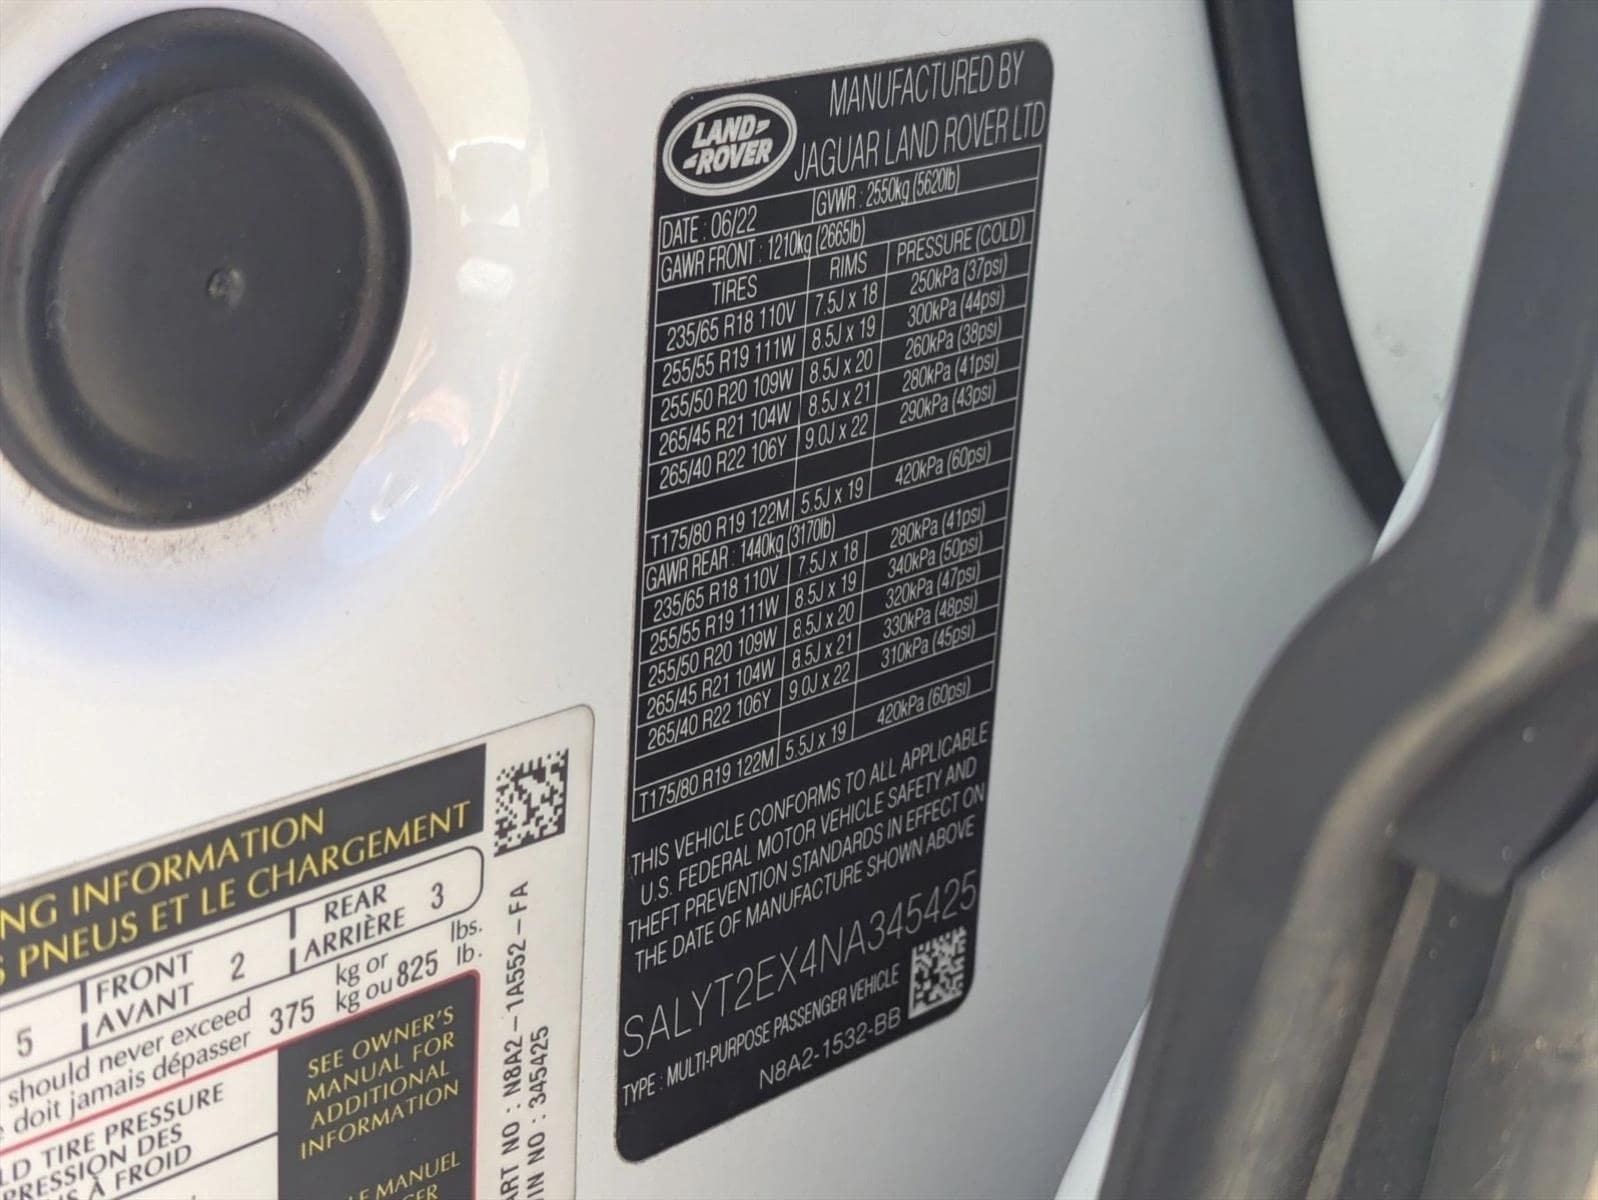 LAND-
-ROVER
MANUFACTURED BY
JAGUAR LAND ROVER LTD
DATE : 06/22 GVWR : 2550kg (5620lb)
GAWR FRONT : 1210kg (2665lb)
TIRES RIMS PRESSURE (COLD)
235/65 R18 110V 7.5J x 18 250kPa (37psi)
255/55 R19 111W 8.5J x 19 300kPa (44psi)
255/50 R20 109W 8.5J x 20 260kPa (38psi)
265/45 R21 104W 8.5J x 21 280kPa (41psi)
265/40 R22 106Y 9.0J x 22 290kPa (43psi)
T175/80 R19 122M 5.5J x 19 420kPa (60psi)
GAWR REAR : 1440kg (3170lb)
235/65 R18 110V 7.5J x 18 280kPa (41psi)
255/55 R19 111W 8.5J x 19 340kPa (50psi)
255/50 R20 109W 8.5J x 20 320kPa (47psi)
265/45 R21 104W 8.5J x 21 330kPa (48psi)
265/40 R22 106Y 9.0J x 22 310kPa (45psi)
T175/80 R19 122M 5.5J x 19 420kPa (60psi)
THIS VEHICLE CONFORMS TO ALL APPLICABLE
U.S. FEDERAL MOTOR VEHICLE SAFETY AND
THEFT PREVENTION STANDARDS IN EFFECT ON
THE DATE OF MANUFACTURE SHOWN ABOVE
SALYT2EX4NA345425
TYPE : MULTI-PURPOSE PASSENGER VEHICLE
N8A2-1532-BB
NG INFORMATION
S PNEUS ET LE CHARGEMENT
5 FRONT 2 REAR 3
AVANT ARRIÈRE
should never exceed 375 kg or 825 lbs.
doit jamais dépasser kg ou lb.
LD TIRE PRESSURE
RESSION DES
S À FROID
SEE OWNER'S
MANUAL FOR
ADDITIONAL
INFORMATION
LE MANUEL
ART NO : N8A2-1A552-FA
IN NO : 345425